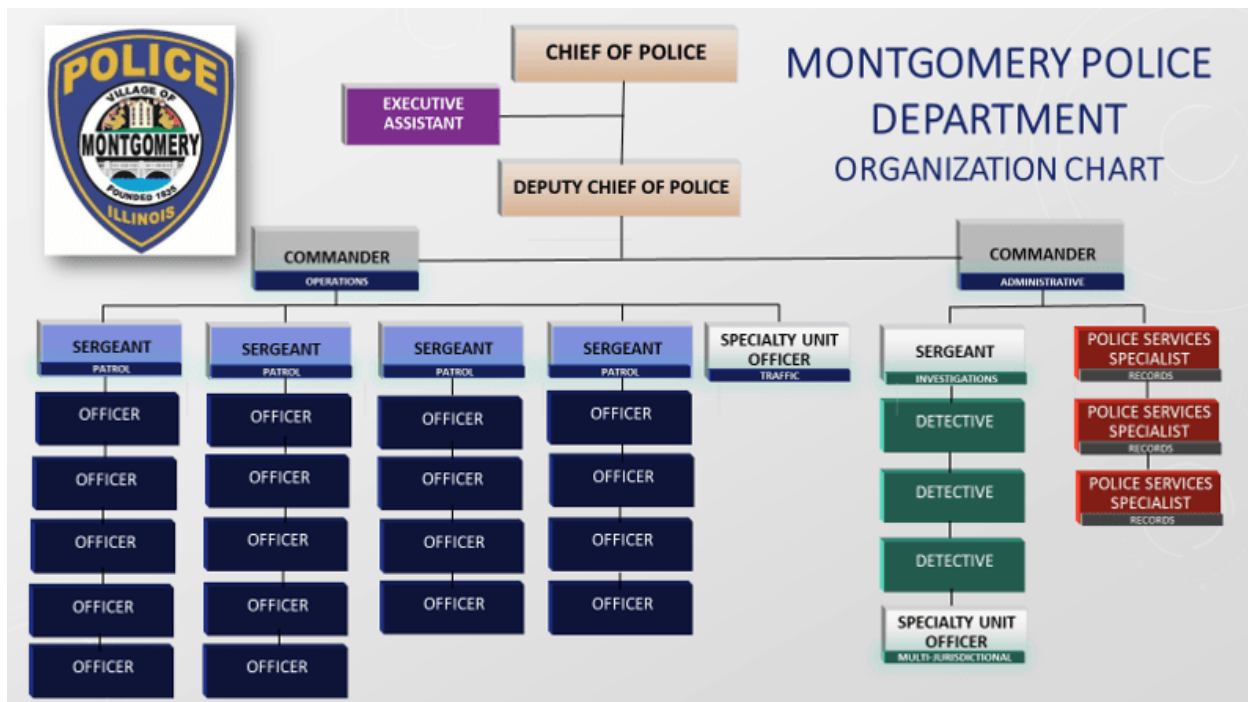 POLICE
VILLAGE OF
MONTGOMERY
FOUNDED 1835
ILLINOIS
MONTGOMERY POLICE
DEPARTMENT
ORGANIZATION CHART
CHIEF OF POLICE
EXECUTIVE
ASSISTANT
DEPUTY CHIEF OF POLICE
COMMANDER
OPERATIONS
COMMANDER
ADMINISTRATIVE
SERGEANT
PATROL
OFFICER
OFFICER
OFFICER
OFFICER
OFFICER
SERGEANT
PATROL
OFFICER
OFFICER
OFFICER
OFFICER
OFFICER
SERGEANT
PATROL
OFFICER
OFFICER
OFFICER
OFFICER
SERGEANT
PATROL
OFFICER
OFFICER
OFFICER
OFFICER
SPECIALTY UNIT
OFFICER
TRAFFIC
SERGEANT
INVESTIGATIONS
DETECTIVE
DETECTIVE
DETECTIVE
SPECIALTY UNIT
OFFICER
MULTI-JURISDICTIONAL
POLICE SERVICES
SPECIALIST
RECORDS
POLICE SERVICES
SPECIALIST
RECORDS
POLICE SERVICES
SPECIALIST
RECORDS